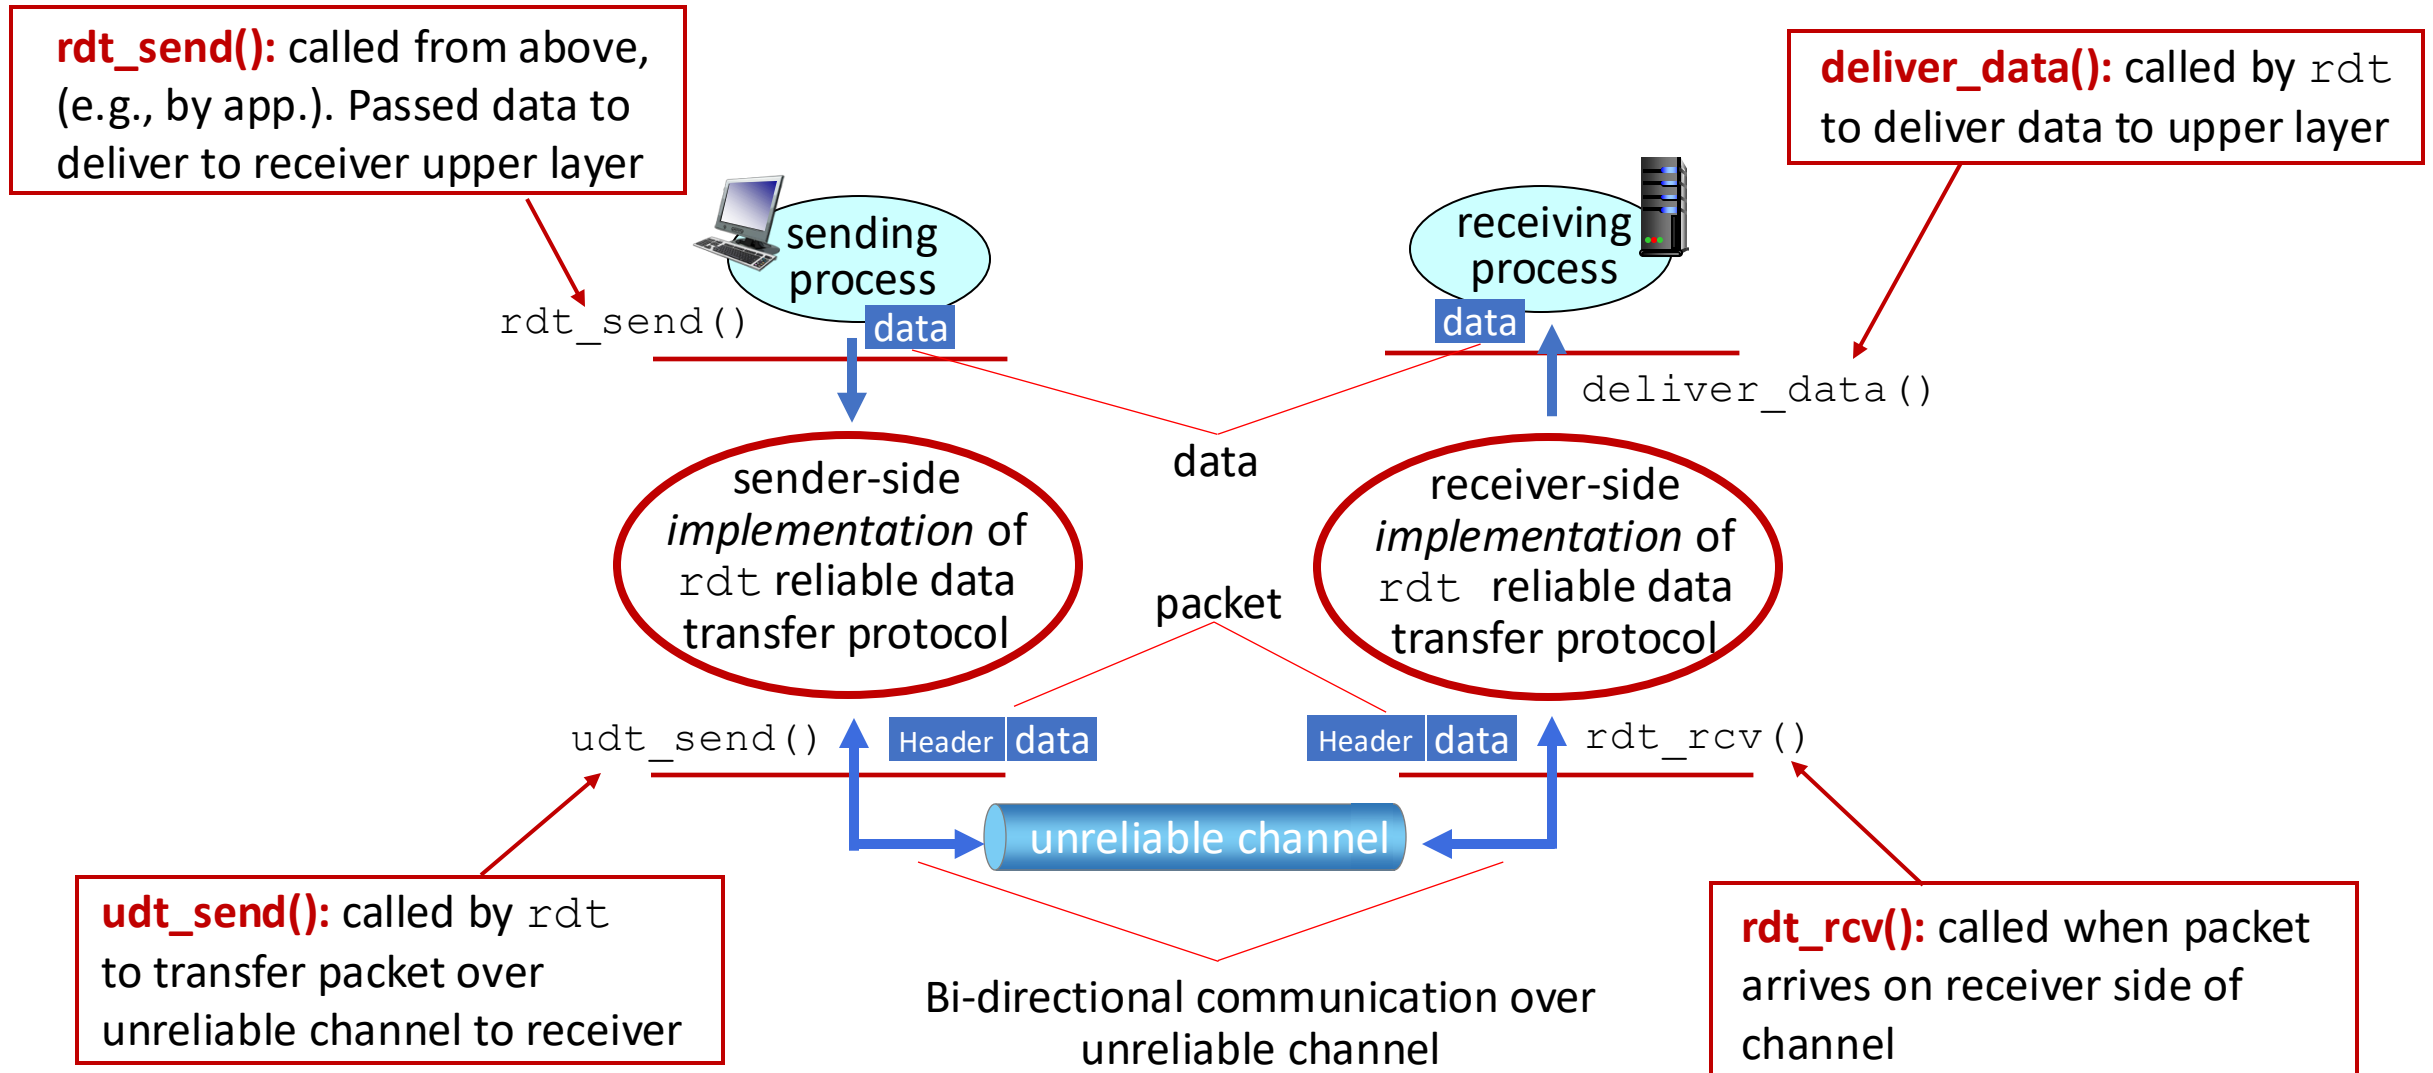 rdt_send(): called from above,
(e.g., by app.). Passed data to
deliver to receiver upper layer
deliver_data(): called by rdt
to deliver data to upper layer
sending
process
receiving
process
rdt_send()
data
data
deliver_data()
data
sender-side
implementation of
rdt reliable data
transfer protocol
receiver-side
implementation of
rdt reliable data
transfer protocol
packet
udt_send()
Header data
Header data
rdt_rcv()
unreliable channel
udt_send(): called by rdt
to transfer packet over
unreliable channel to receiver
Bi-directional communication over
unreliable channel
rdt_rcv(): called when packet
arrives on receiver side of
channel